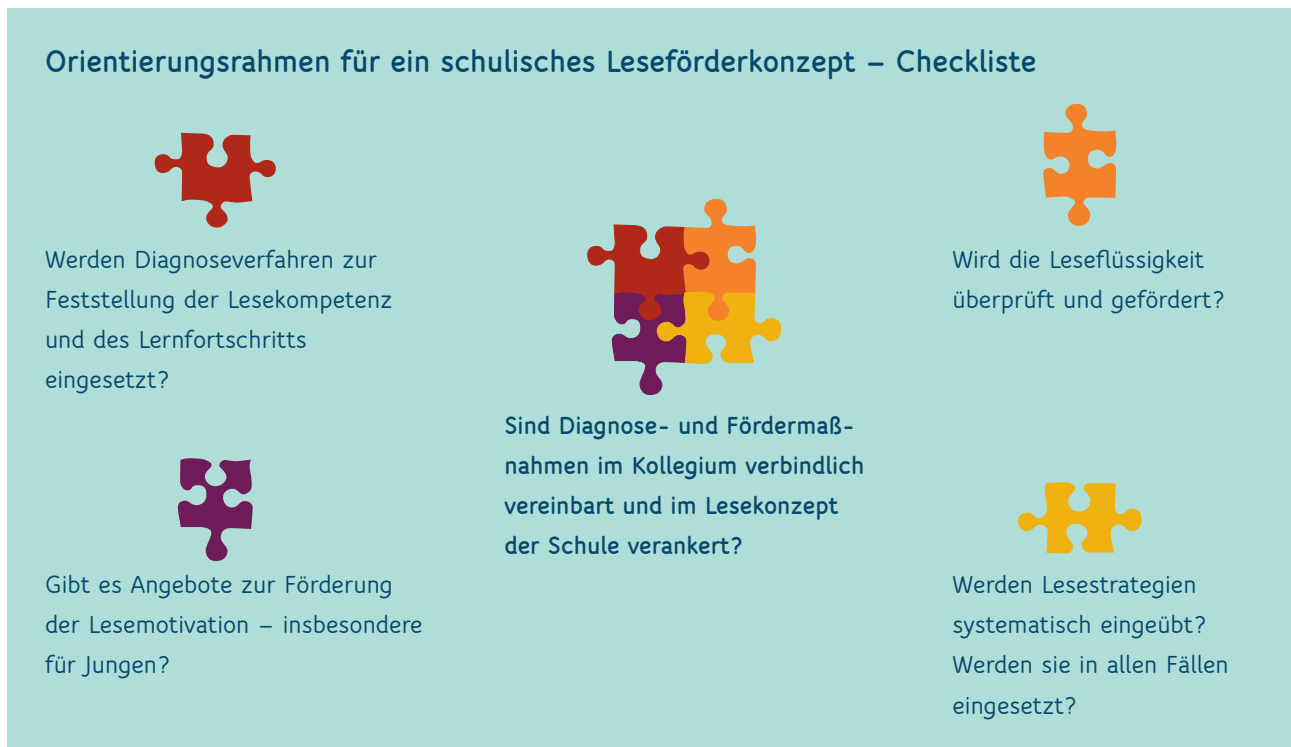 Orientierungsrahmen für ein schulisches Leseförderkonzept – Checkliste
Werden Diagnoseverfahren zur
Feststellung der Lesekompetenz
und des Lernfortschritts
eingesetzt?
Wird die Leseflüssigkeit
überprüft und gefördert?
Sind Diagnose- und Fördermaß-
nahmen im Kollegium verbindlich
vereinbart und im Lesekonzept
der Schule verankert?
Gibt es Angebote zur Förderung
der Lesemotivation – insbesondere
für Jungen?
Werden Lesestrategien
systematisch eingeübt?
Werden sie in allen Fällen
eingesetzt?